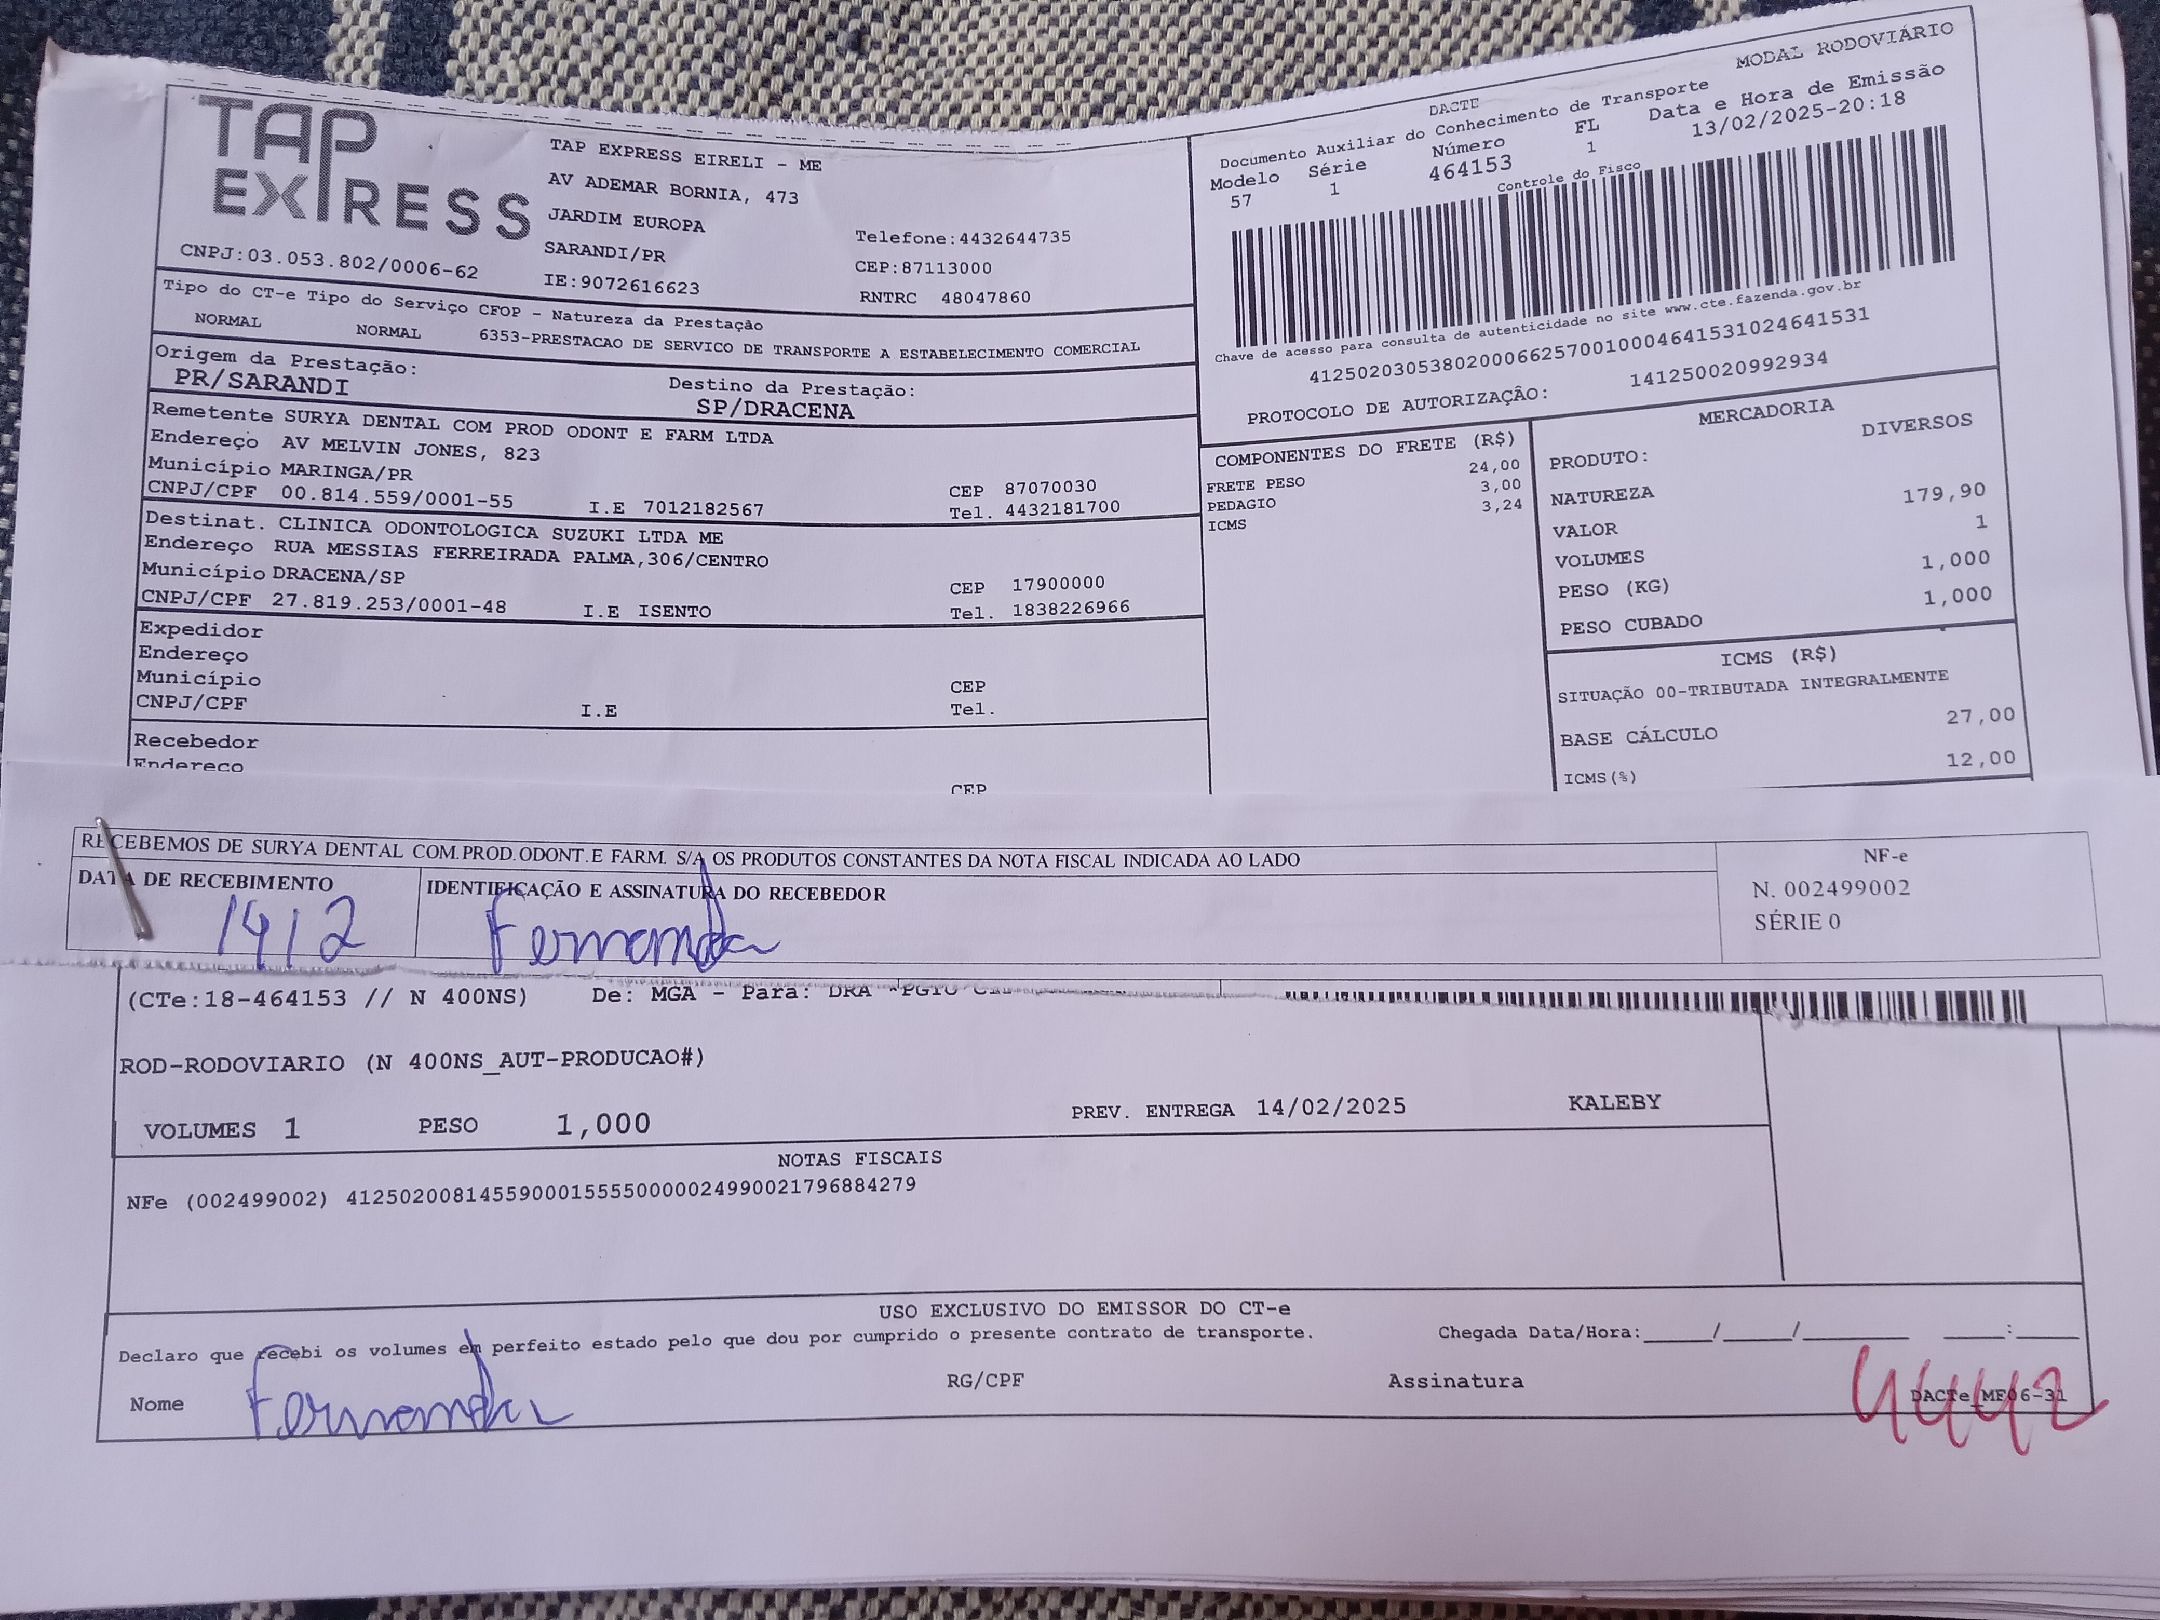 TAP EXPRESS
TAP EXPRESS EIRELI - ME
AV ADEMAR BORNIA, 473
JARDIM EUROPA
SARANDI/PR
IE:9072616623
Telefone:4432644735
CEP:87113000
RNTRC 48047860
CNPJ:03.053.802/0006-62
MODAL RODOVIÁRIO
DACTE
Documento Auxiliar do Conhecimento de Transporte
Modelo Série Número FL Data e Hora de Emissão
57 1 464153 1 13/02/2025-20:18
Controle do Fisco
Chave de acesso para consulta de autenticidade no site www.cte.fazenda.gov.br
41250203053802000662570010004641531024641531
PROTOCOLO DE AUTORIZAÇÃO: 141250020992934
Tipo do CT-e Tipo do Serviço CFOP - Natureza da Prestação
NORMAL NORMAL 6353-PRESTACAO DE SERVICO DE TRANSPORTE A ESTABELECIMENTO COMERCIAL
Origem da Prestação: Destino da Prestação:
PR/SARANDI SP/DRACENA
Remetente SURYA DENTAL COM PROD ODONT E FARM LTDA
Endereço AV MELVIN JONES, 823
Município MARINGA/PR CEP 87070030
CNPJ/CPF 00.814.559/0001-55 I.E 7012182567 Tel. 4432181700
Destinat. CLINICA ODONTOLOGICA SUZUKI LTDA ME
Endereço RUA MESSIAS FERREIRADA PALMA,306/CENTRO
Município DRACENA/SP CEP 17900000
CNPJ/CPF 27.819.253/0001-48 I.E ISENTO Tel. 1838226966
Expedidor
Endereço
Município CEP
CNPJ/CPF I.E Tel.
Recebedor
Endereço
CEP
COMPONENTES DO FRETE (R$)
FRETE PESO 24,00
PEDAGIO 3,00
ICMS 3,24
MERCADORIA
PRODUTO: DIVERSOS
NATUREZA
VALOR 179,90
VOLUMES 1
PESO (KG) 1,000
PESO CUBADO 1,000
ICMS (R$)
SITUAÇÃO 00-TRIBUTADA INTEGRALMENTE
BASE CÁLCULO 27,00
ICMS(%) 12,00
RECEBEMOS DE SURYA DENTAL COM.PROD.ODONT.E FARM. S/A OS PRODUTOS CONSTANTES DA NOTA FISCAL INDICADA AO LADO
DATA DE RECEBIMENTO IDENTIFICAÇÃO E ASSINATURA DO RECEBEDOR
14/2 Fernanda
NF-e
N. 002499002
SÉRIE 0
(CTe:18-464153 // N 400NS) De: MGA - Para: DRA
ROD-RODOVIARIO (N 400NS_AUT-PRODUCAO#)
VOLUMES 1 PESO 1,000 PREV. ENTREGA 14/02/2025 KALEBY
NOTAS FISCAIS
NFe (002499002) 41250200814559000155550000024990021796884279
USO EXCLUSIVO DO EMISSOR DO CT-e
Declaro que recebi os volumes em perfeito estado pelo que dou por cumprido o presente contrato de transporte. Chegada Data/Hora:_____/_____/________ _____:_____
Nome Fernanda RG/CPF Assinatura
DACTe_ME06-31
4442